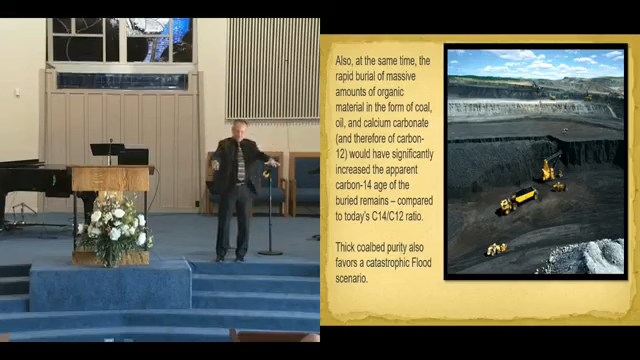 Also, at the same time, the
rapid burial of massive
amounts of organic
material in the form of coal,
oil, and calcium carbonate
(and therefore of carbon-
12) would have significantly
increased the apparent
carbon-14 age of the
buried remains – compared
to today's C14/C12 ratio.
Thick coalbed purity also
favors a catastrophic Flood
scenario.